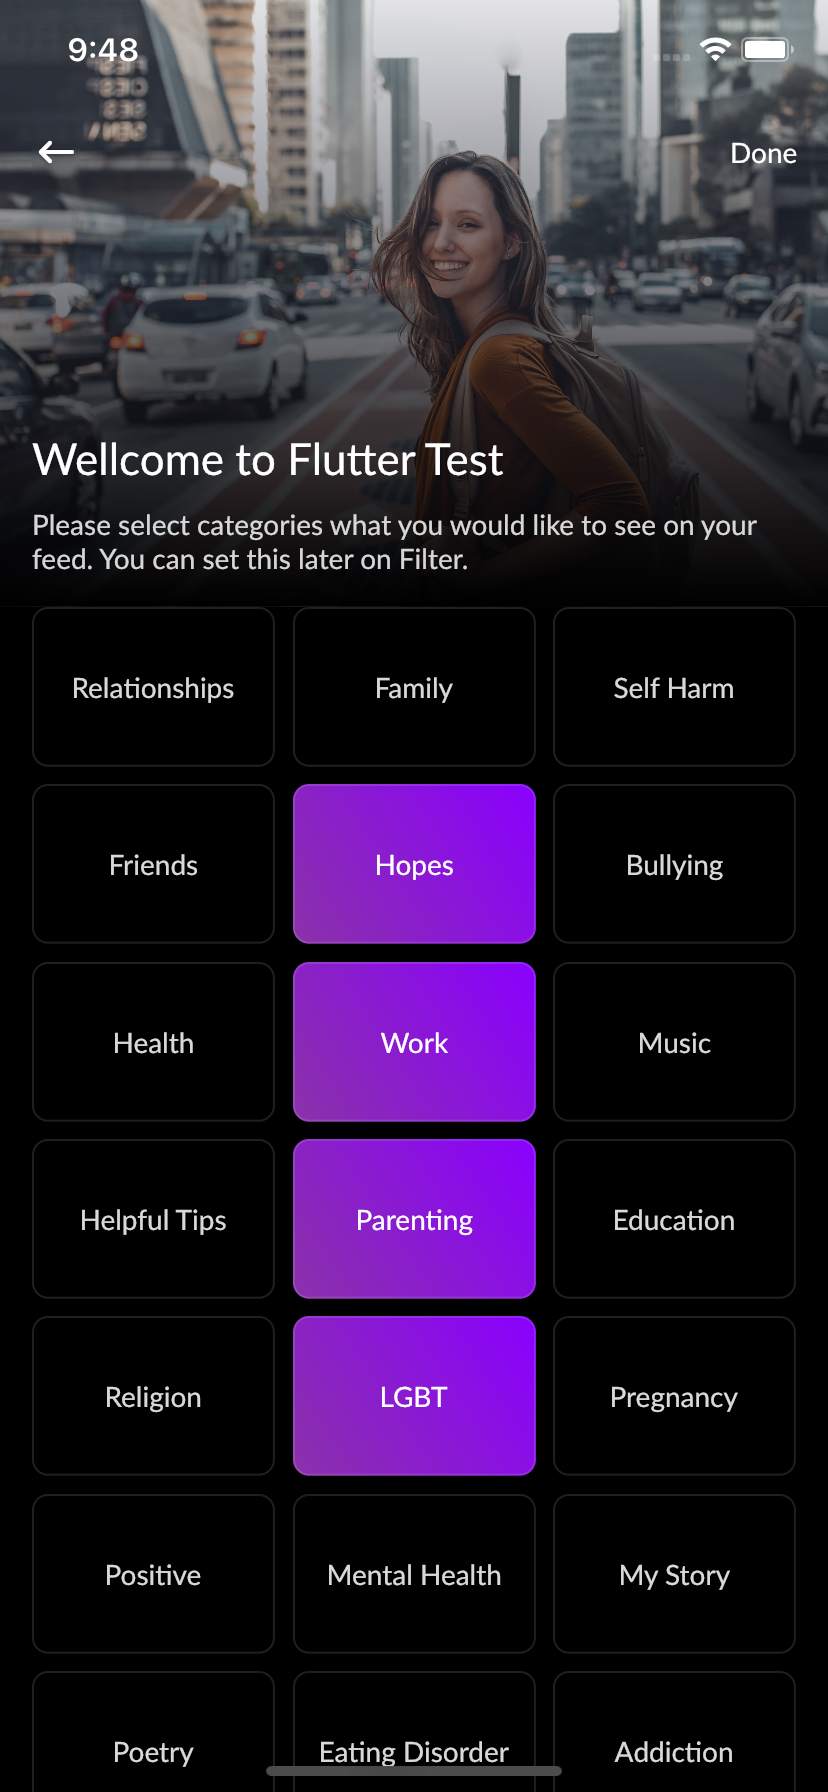 9:48
Done
Wellcome to Flutter Test
Please select categories what you would like to see on your
feed. You can set this later on Filter.
Relationships Family Self Harm
Friends Hopes Bullying
Health Work Music
Helpful Tips Parenting Education
Religion LGBT Pregnancy
Positive Mental Health My Story
Poetry Eating Disorder Addiction